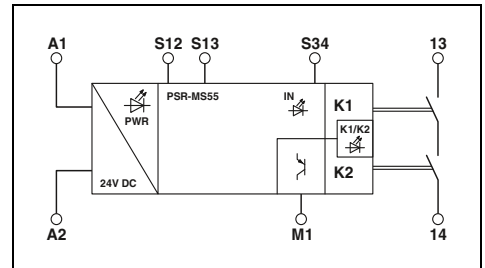 A1 S12 S13 S34 13
PSR-MS55 IN K1
PWR K1/K2
24V DC K2
A2 M1 14